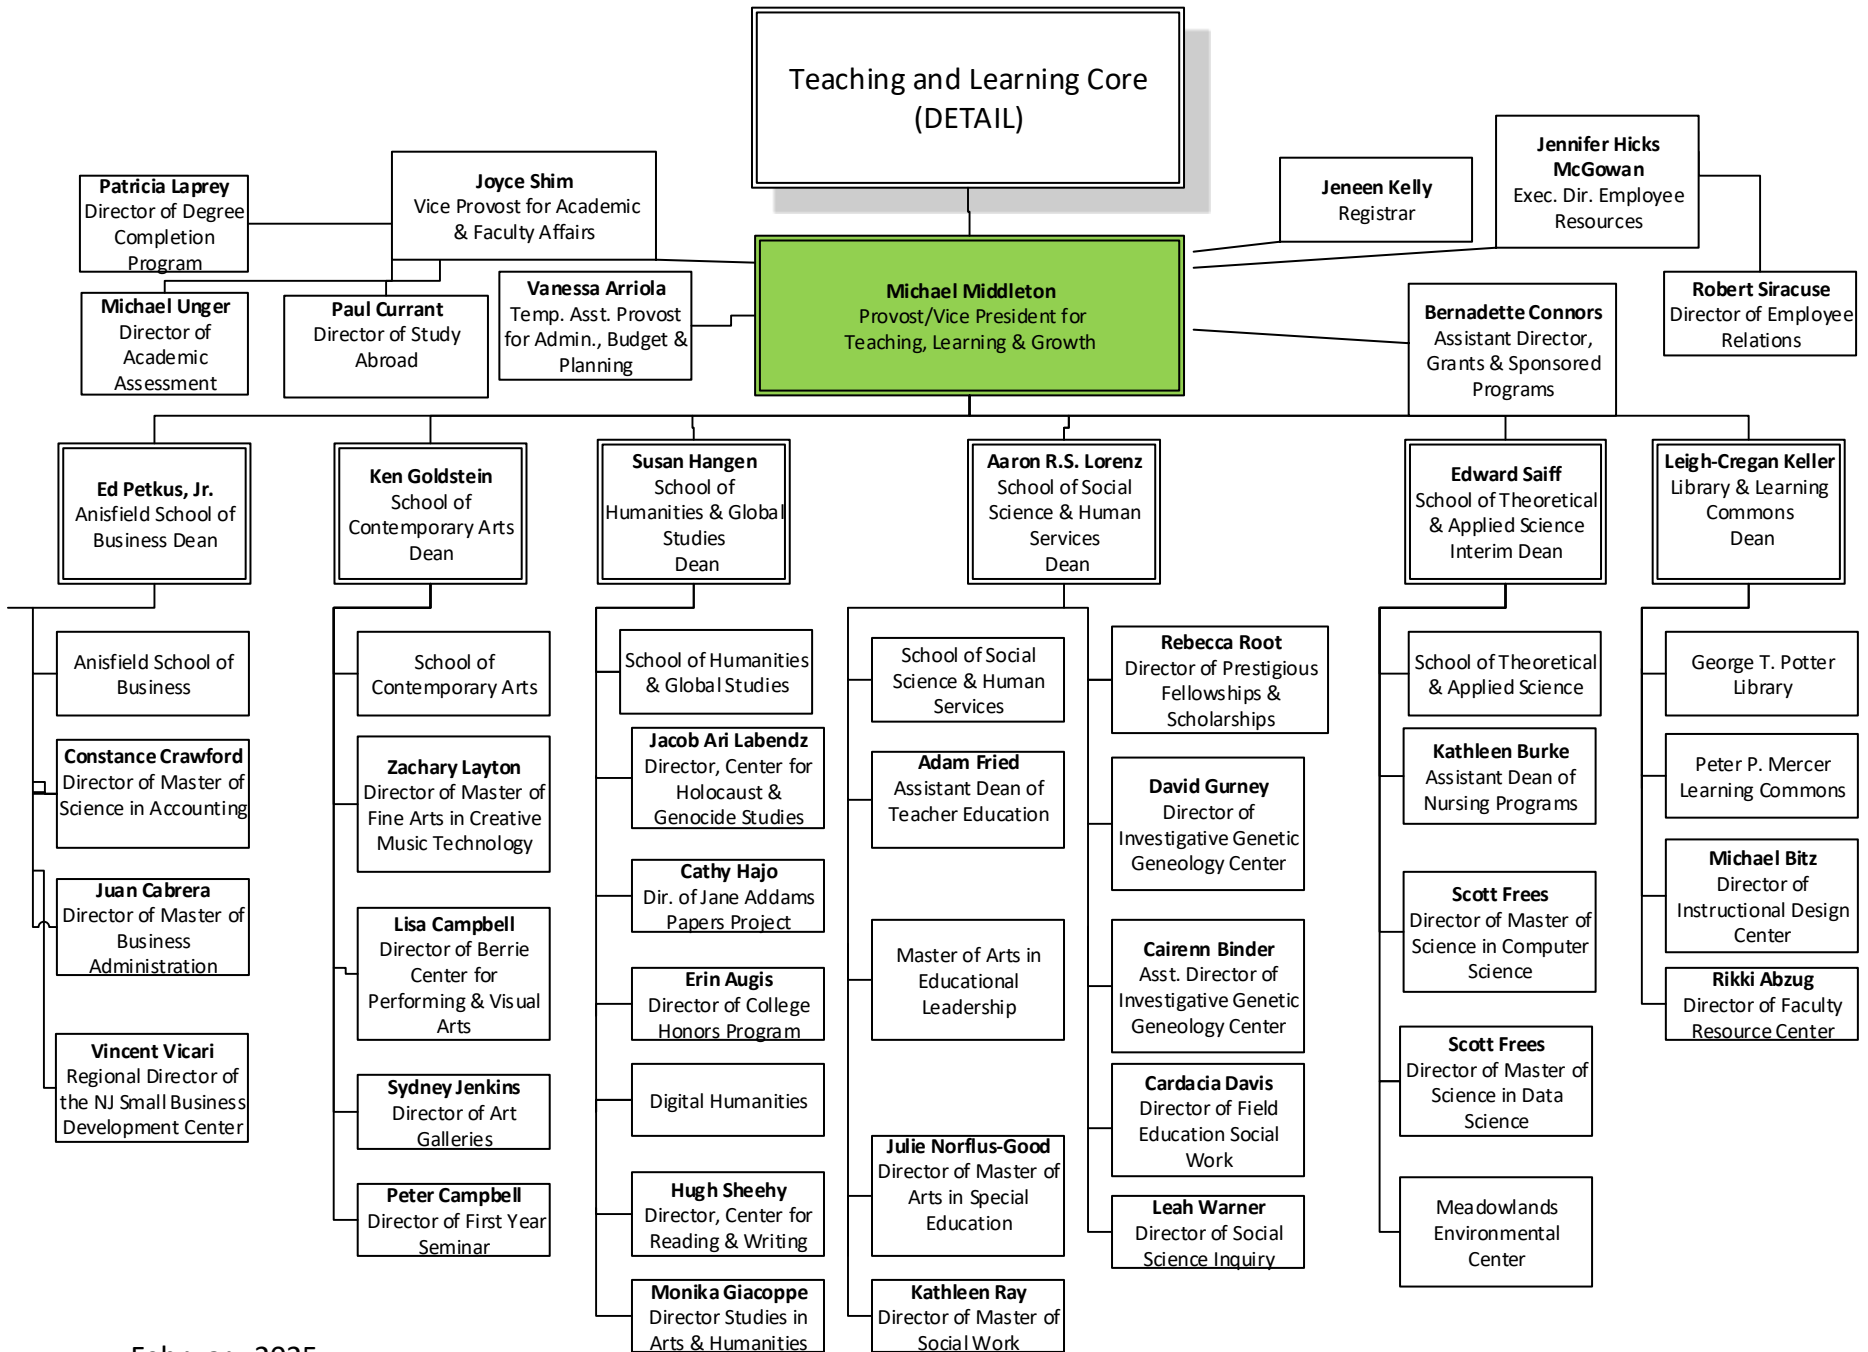 Teaching and Learning Core
(DETAIL)
Patricia Laprey
Director of Degree
Completion
Program
Joyce Shim
Vice Provost for Academic
& Faculty Affairs
Jeneen Kelly
Registrar
Jennifer Hicks
McGowan
Exec. Dir. Employee
Resources
Michael Unger
Director of
Academic
Assessment
Paul Currant
Director of Study
Abroad
Vanessa Arriola
Temp. Asst. Provost
for Admin., Budget &
Planning
Michael Middleton
Provost/Vice President for
Teaching, Learning & Growth
Bernadette Connors
Assistant Director,
Grants & Sponsored
Programs
Robert Siracuse
Director of Employee
Relations
Ed Petkus, Jr.
Anisfield School of
Business Dean
Ken Goldstein
School of
Contemporary Arts
Dean
Susan Hangen
School of
Humanities & Global
Studies
Dean
Aaron R.S. Lorenz
School of Social
Science & Human
Services
Dean
Edward Saiff
School of Theoretical
& Applied Science
Interim Dean
Leigh-Cregan Keller
Library & Learning
Commons
Dean
Anisfield School of
Business
Constance Crawford
Director of Master of
Science in Accounting
Juan Cabrera
Director of Master of
Business
Administration
Vincent Vicari
Regional Director of
the NJ Small Business
Development Center
School of
Contemporary Arts
Zachary Layton
Director of Master of
Fine Arts in Creative
Music Technology
Lisa Campbell
Director of Berrie
Center for
Performing & Visual
Arts
Sydney Jenkins
Director of Art
Galleries
Peter Campbell
Director of First Year
Seminar
School of Humanities
& Global Studies
Jacob Ari Labendz
Director, Center for
Holocaust &
Genocide Studies
Cathy Hajo
Dir. of Jane Addams
Papers Project
Erin Augis
Director of College
Honors Program
Digital Humanities
Hugh Sheehy
Director, Center for
Reading & Writing
Monika Giacoppe
Director Studies in
Arts & Humanities
School of Social
Science & Human
Services
Adam Fried
Assistant Dean of
Teacher Education
Master of Arts in
Educational
Leadership
Julie Norflus-Good
Director of Master of
Arts in Special
Education
Kathleen Ray
Director of Master of
Social Work
Rebecca Root
Director of Prestigious
Fellowships &
Scholarships
David Gurney
Director of
Investigative Genetic
Geneology Center
Cairenn Binder
Asst. Director of
Investigative Genetic
Geneology Center
Cardacia Davis
Director of Field
Education Social
Work
Leah Warner
Director of Social
Science Inquiry
School of Theoretical
& Applied Science
Kathleen Burke
Assistant Dean of
Nursing Programs
Scott Frees
Director of Master of
Science in Computer
Science
Scott Frees
Director of Master of
Science in Data
Science
Meadowlands
Environmental
Center
George T. Potter
Library
Peter P. Mercer
Learning Commons
Michael Bitz
Director of
Instructional Design
Center
Rikki Abzug
Director of Faculty
Resource Center
February 2025